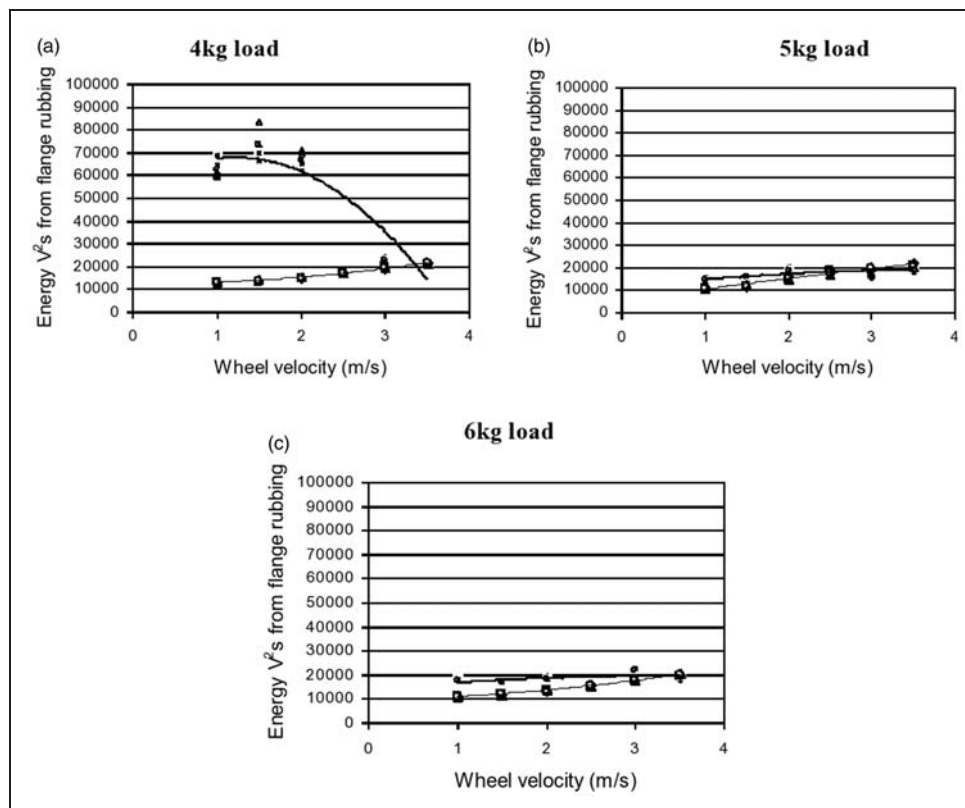 (a)
4kg load
Energy V²s from flange rubbing
100000
90000
80000
70000
60000
50000
40000
30000
20000
10000
0
0 1 2 3 4
Wheel velocity (m/s)
(b)
5kg load
Energy V²s from flange rubbing
100000
90000
80000
70000
60000
50000
40000
30000
20000
10000
0
0 1 2 3 4
Wheel velocity (m/s)
(c)
6kg load
Energy V²s from flange rubbing
100000
90000
80000
70000
60000
50000
40000
30000
20000
10000
0
0 1 2 3 4
Wheel velocity (m/s)